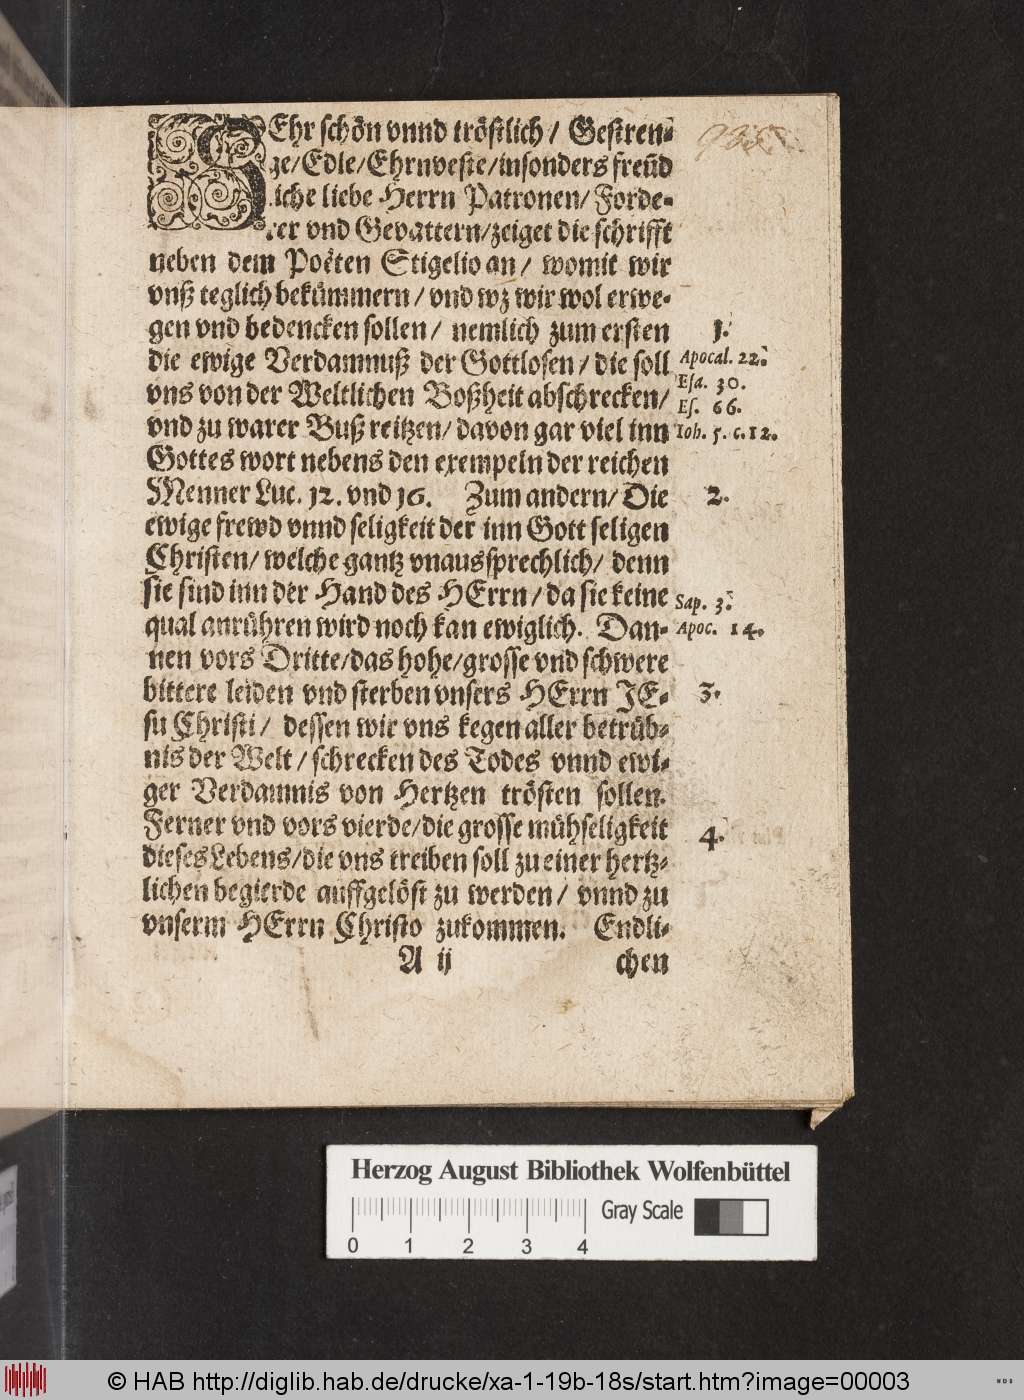 SEhr schön vnnd tröstlich / Gestren-
ge / Edle / Ehrnveste / insonders freũd
liche liebe Herrn Patronen / Forde-
rer vnd Gevattern / zeiget die schrifft
neben dem Poëten Stigelio an / womit wir
vnß teglich bekümmern / vnd wz wir wol erwe-
gen vnd bedencken sollen / nemlich zum ersten
1.
die ewige Verdamnuß der Gottlosen / die soll
Apocal. 22.
Esa. 30.
vns von der Weltlichen Boßheit abschrecken /
Es. 66.
vnd zu warer Buß reitzen / davon gar viel inn
Ioh. 5. c. 12.
Gottes wort nebens den exempeln der reichen
Menner Luc. 12. vnd 16. Zum andern / Die
2.
ewige frewd vnnd seligkeit der inn Gott seligen
Christen / welche gantz vnaussprechlich / denn
sie sind inn der Hand des HErrn / da sie keine
Sap. 3.
qual anrühren wird noch kan ewiglich. Dan-
Apoc. 14.
nen vors Dritte / das hohe / grosse vnd schwere
bittere leiden vnd sterben vnsers HErrn JE-
3.
su Christi / dessen wir vns kegen aller betrüb-
nis der Welt / schrecken des Todes vnnd ewi-
ger Verdamnis von Hertzen trösten sollen.
Ferner vnd vors vierde / die grosse mühseligkeit
4.
dieses Lebens / die vns treiben soll zu einer hertz-
lichen begierde auffgelöst zu werden / vnnd zu
vnserm HErrn Christo zukommen. Endli-
A ij
chen
Herzog August Bibliothek Wolfenbüttel
0 1 2 3 4
Gray Scale
© HAB http://diglib.hab.de/drucke/xa-1-19b-18s/start.htm?image=00003